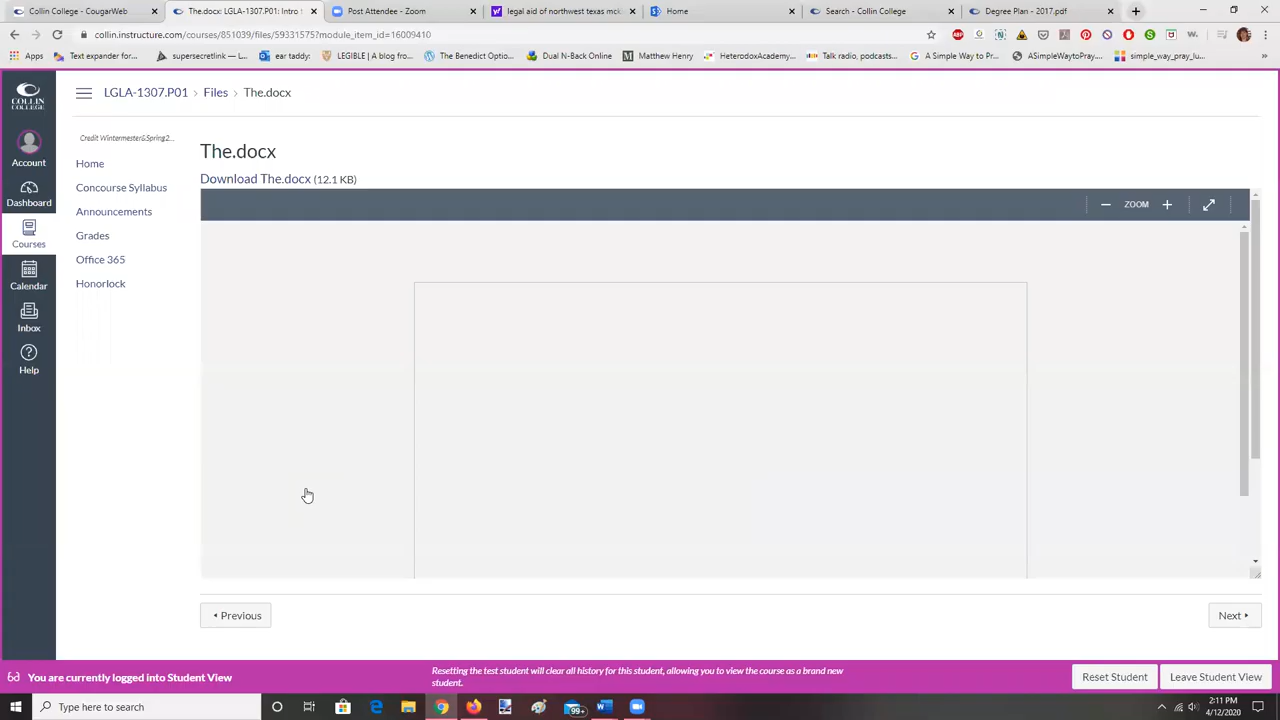 Collin College - CougarWeb
The.docx: LGLA-1307.P01: Intro t
Post Attendee - Zoom
legal aid of northwest texas mck
Home
Search - Collin College
Degree Plan - 2017.pdf
collin.instructure.com/courses/851039/files/59331575?module_item_id=16009410
Apps
Text expander for...
supersecretlink — L...
ear taddy:
LEGIBLE | A blog fro...
The Benedict Optio...
Dual N-Back Online
Matthew Henry
HeterodoxAcademy...
Talk radio, podcasts...
A Simple Way to Pr...
ASimpleWaytoPray....
simple_way_pray_lu...
COLLIN
COLLEGE
LGLA-1307.P01 > Files > The.docx
Credit Wintermester&Spring2...
Account
Dashboard
Courses
Calendar
Inbox
Help
Home
Concourse Syllabus
Announcements
Grades
Office 365
Honorlock
The.docx
Download The.docx (12.1 KB)
ZOOM
Previous
Next
You are currently logged into Student View
Resetting the test student will clear all history for this student, allowing you to view the course as a brand new
student.
Reset Student
Leave Student View
Type here to search
99+
2:11 PM
4/12/2020